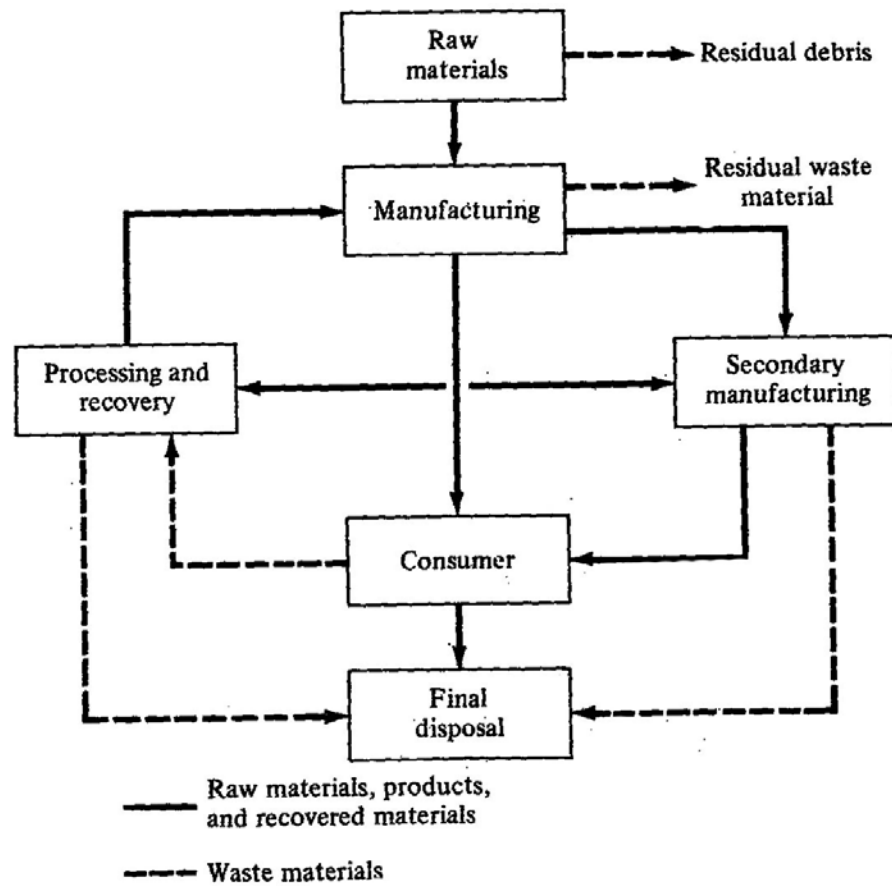 Raw
materials
Residual debris
Manufacturing
Residual waste
material
Processing and
recovery
Secondary
manufacturing
Consumer
Final
disposal
Raw materials, products,
and recovered materials
Waste materials